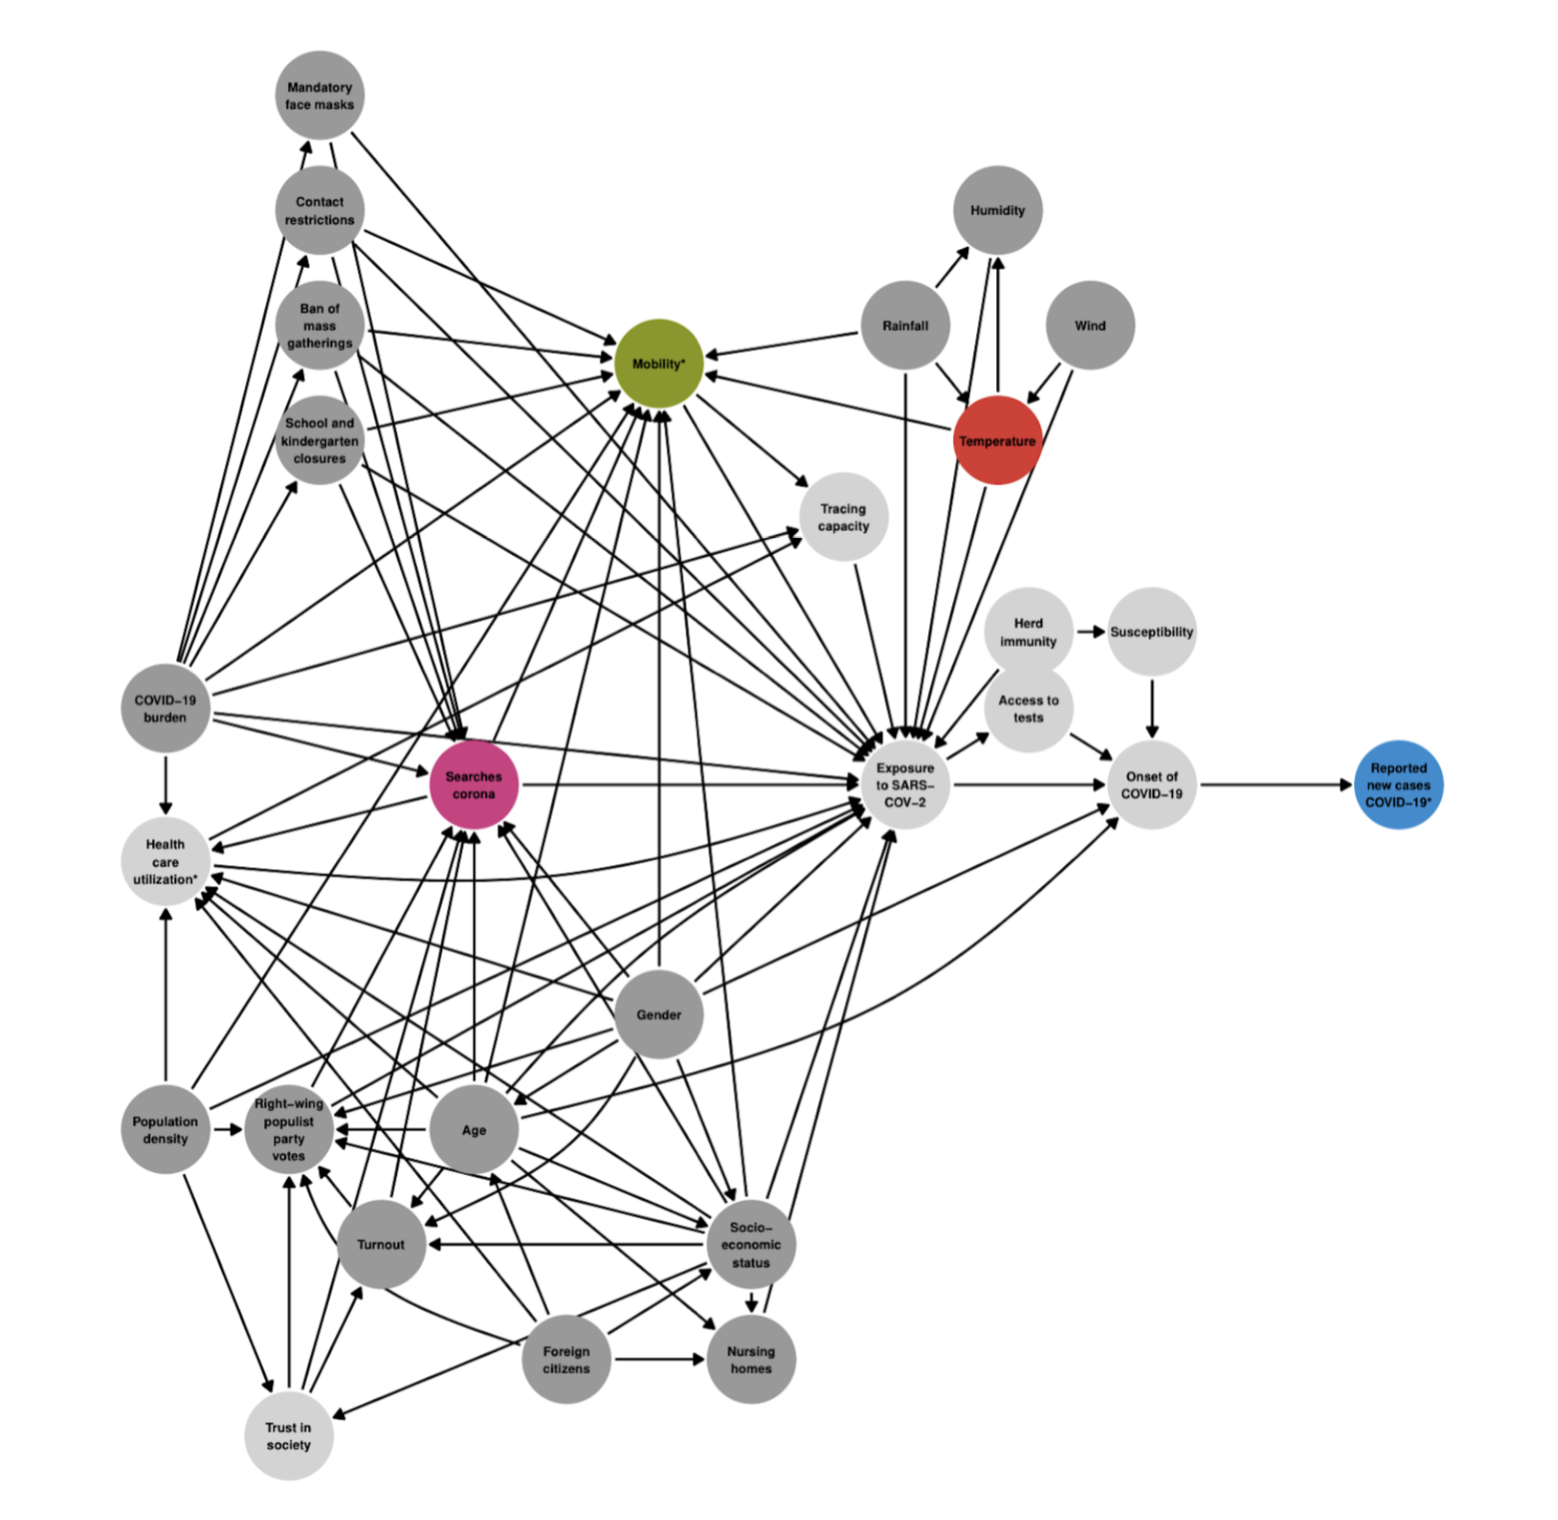 Mandatory
face masks
Contact
restrictions
Humidity
Ban of
mass
gatherings
Rainfall
Wind
Mobility*
School and
kindergarten
closures
Temperature
Tracing
capacity
Herd
immunity
Susceptibility
COVID–19
burden
Access to
tests
Searches
corona
Exposure
to SARS–
COV–2
Onset of
COVID–19
Reported
new cases
COVID–19*
Health
care
utilization*
Gender
Population
density
Right–wing
populist
party
votes
Age
Turnout
Socio–
economic
status
Foreign
citizens
Nursing
homes
Trust in
society